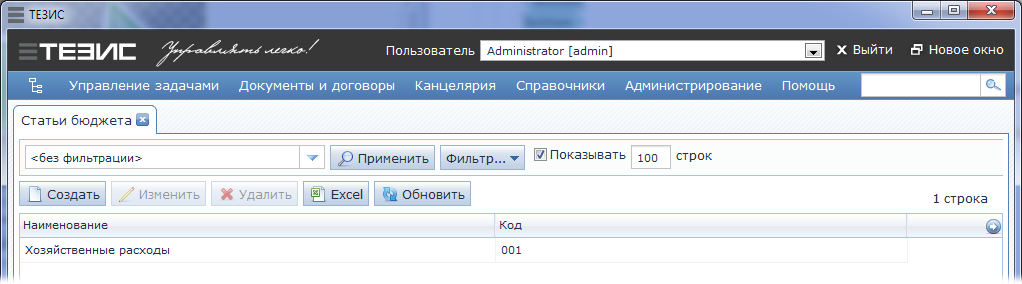 ТЕЗИС
ТЕЗИС Управлять легко! Пользователь Administrator [admin] Выйти Новое окно
Управление задачами Документы и договоры Канцелярия Справочники Администрирование Помощь
Статьи бюджета
<без фильтрации> Применить Фильтр... Показывать 100 строк
Создать Изменить Удалить Excel Обновить 1 строка
Наименование Код
Хозяйственные расходы 001